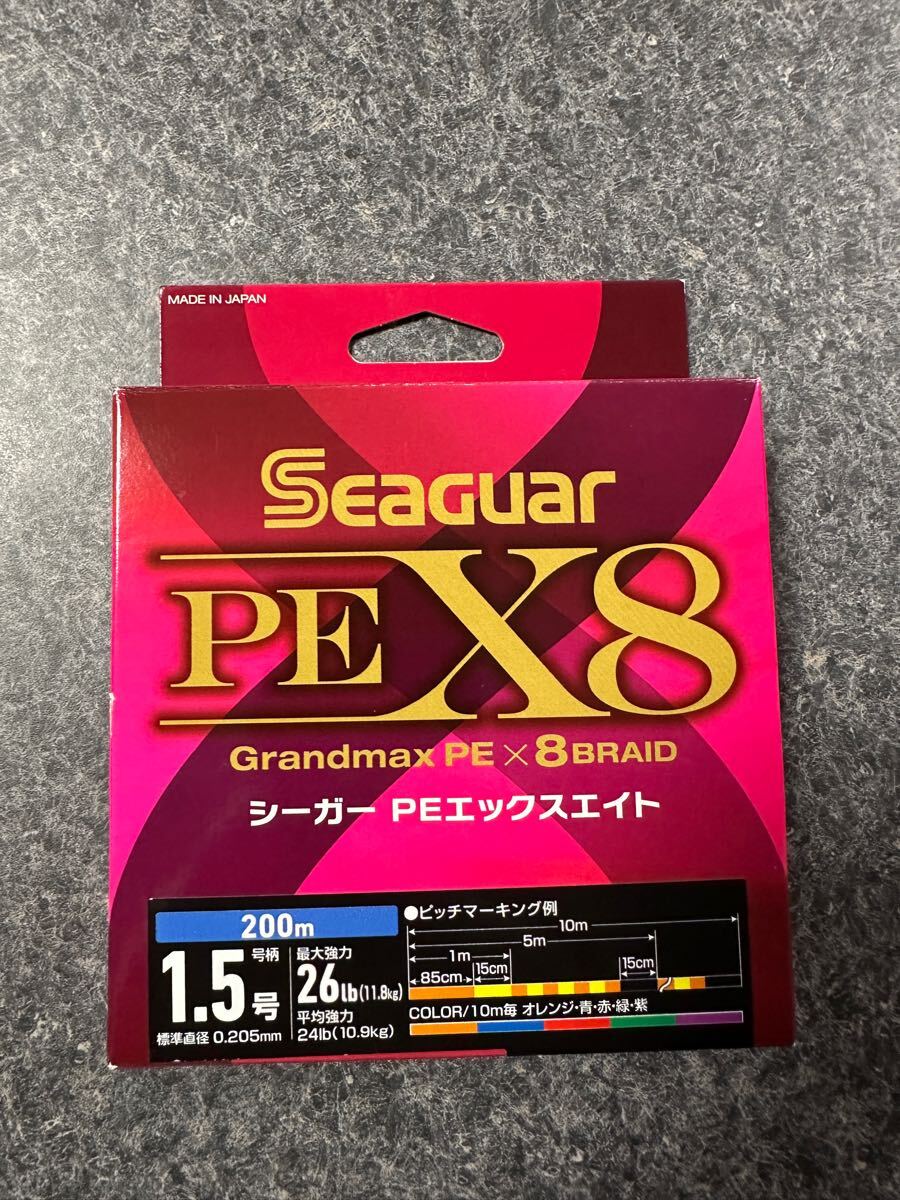 MADE IN JAPAN
Seaguar
PE X8
Grandmax PE × 8 BRAID
シーガー PEエックスエイト
200m
1.5号
号柄
標準直径 0.205mm
最大強力
26lb(11.8kg)
平均強力
24lb(10.9kg)
●ピッチマーキング例
10m
5m
1m
85cm
15cm
15cm
COLOR/10m毎 オレンジ・青・赤・緑・紫